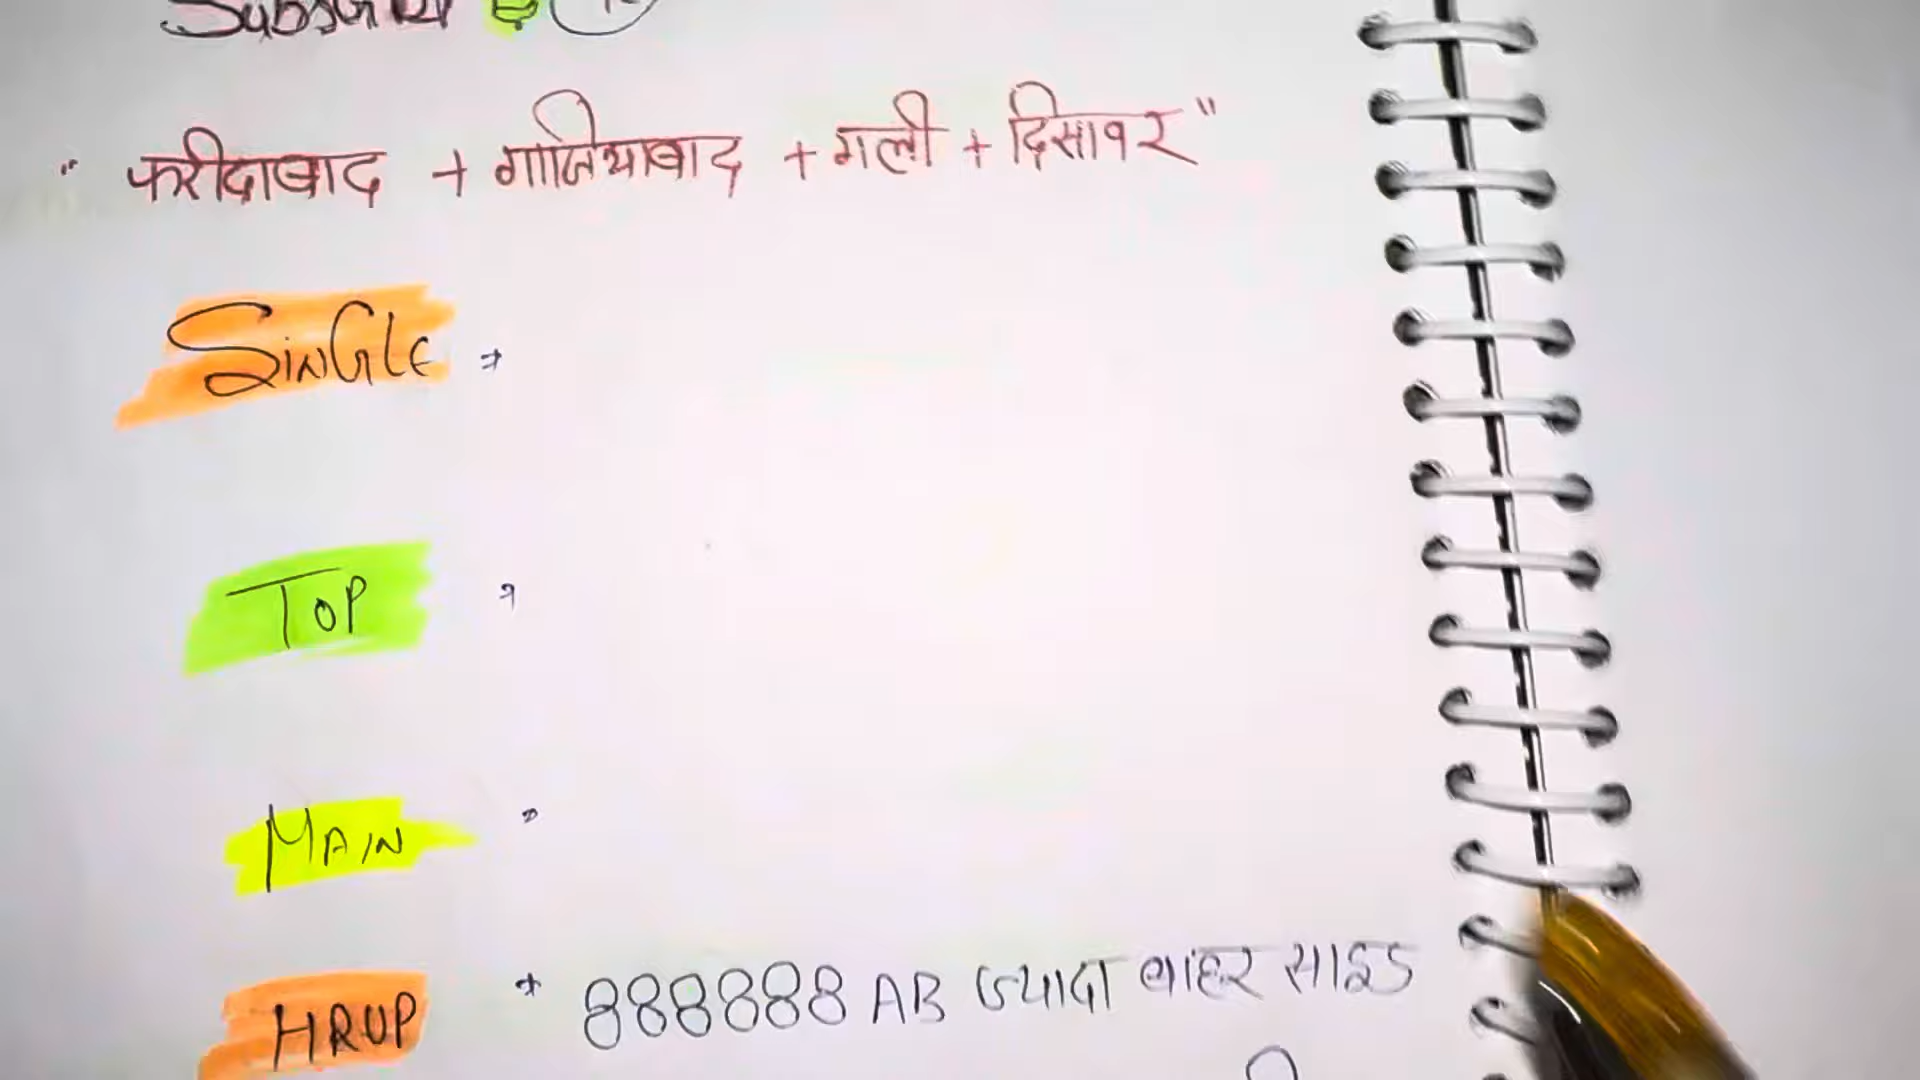 " फरीदाबाद + गाजियाबाद + गली + दिसावर "
SINGLE
TOP
MAIN
HRUP * 888888 AB ज्यादा बाहर साइड